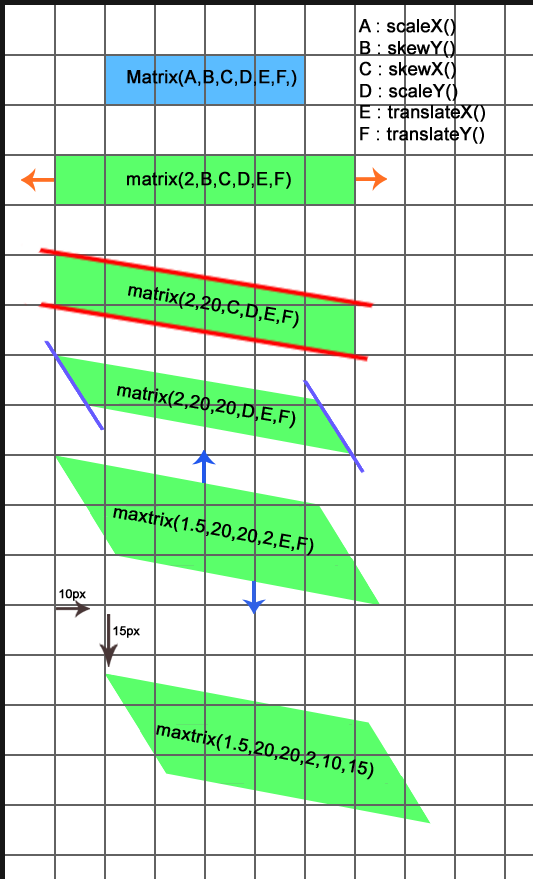 A : scaleX()
B : skewY()
C : skewX()
D : scaleY()
E : translateX()
F : translateY()
Matrix(A,B,C,D,E,F,)
matrix(2,B,C,D,E,F)
matrix(2,20,C,D,E,F)
matrix(2,20,20,D,E,F)
maxtrix(1.5,20,20,2,E,F)
10px
15px
maxtrix(1.5,20,20,2,10,15)